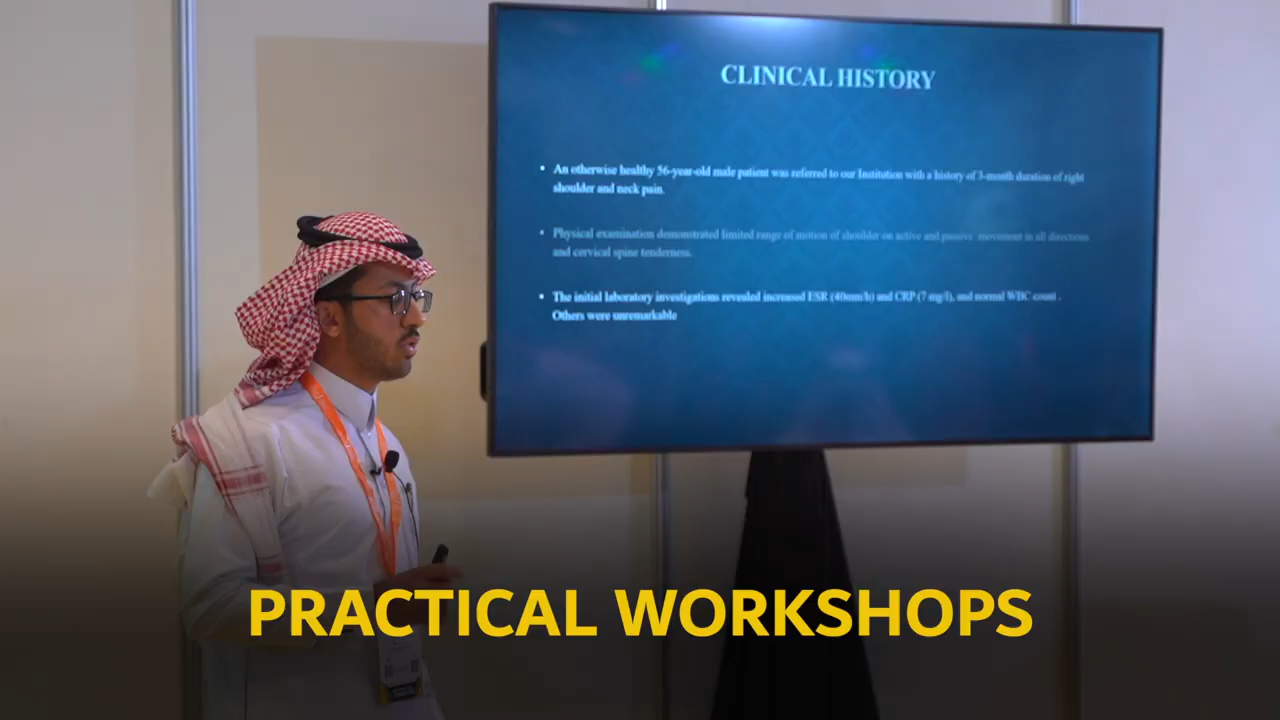 CLINICAL HISTORY
• An otherwise healthy 56-year-old male patient was referred to our Institution with a history of 3-month duration of right
shoulder and neck pain.
• Physical examination demonstrated limited range of motion of shoulder on active and passive movement in all directions
and cervical spine tenderness.
• The initial laboratory investigations revealed increased ESR (40mm/h) and CRP (7 mg/l), and normal WBC count .
Others were unremarkable
PRACTICAL WORKSHOPS